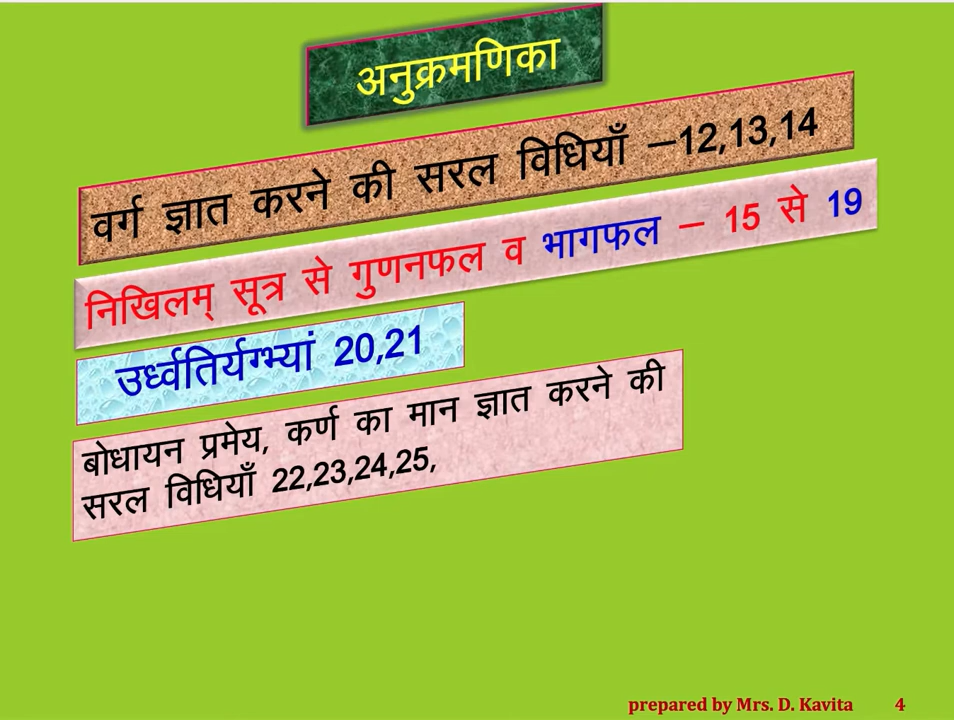 अनुक्रमणिका
वर्ग ज्ञात करने की सरल विधियाँ –12,13,14
निखिलम् सूत्र से गुणनफल व भागफल – 15 से 19
उर्ध्वतिर्यग्भ्यां 20,21
बोधायन प्रमेय, कर्ण का मान ज्ञात करने की
सरल विधियाँ 22,23,24,25,
prepared by Mrs. D. Kavita 4